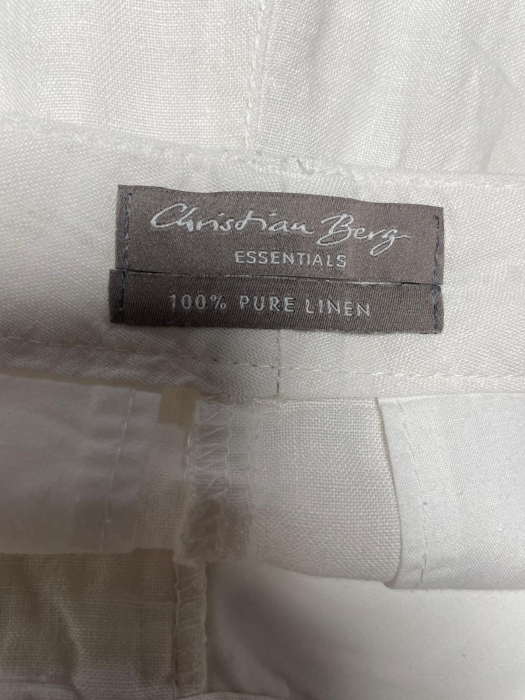 Christian Berg
ESSENTIALS
100% PURE LINEN